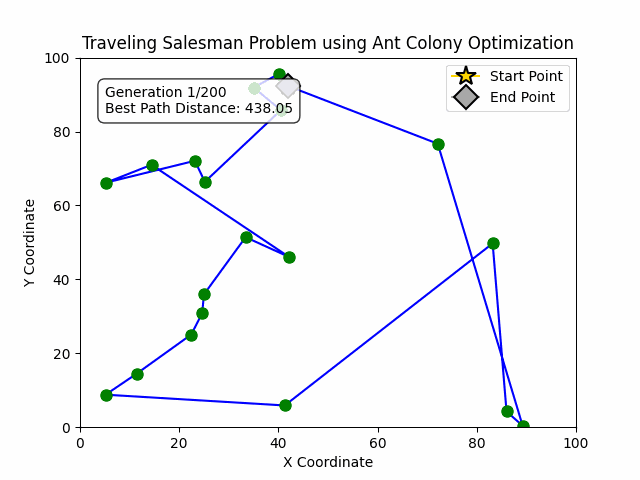 Traveling Salesman Problem using Ant Colony Optimization
Generation 1/200
Best Path Distance: 438.05
Start Point
End Point
100
80
60
40
20
0
Y Coordinate
0 20 40 60 80 100
X Coordinate